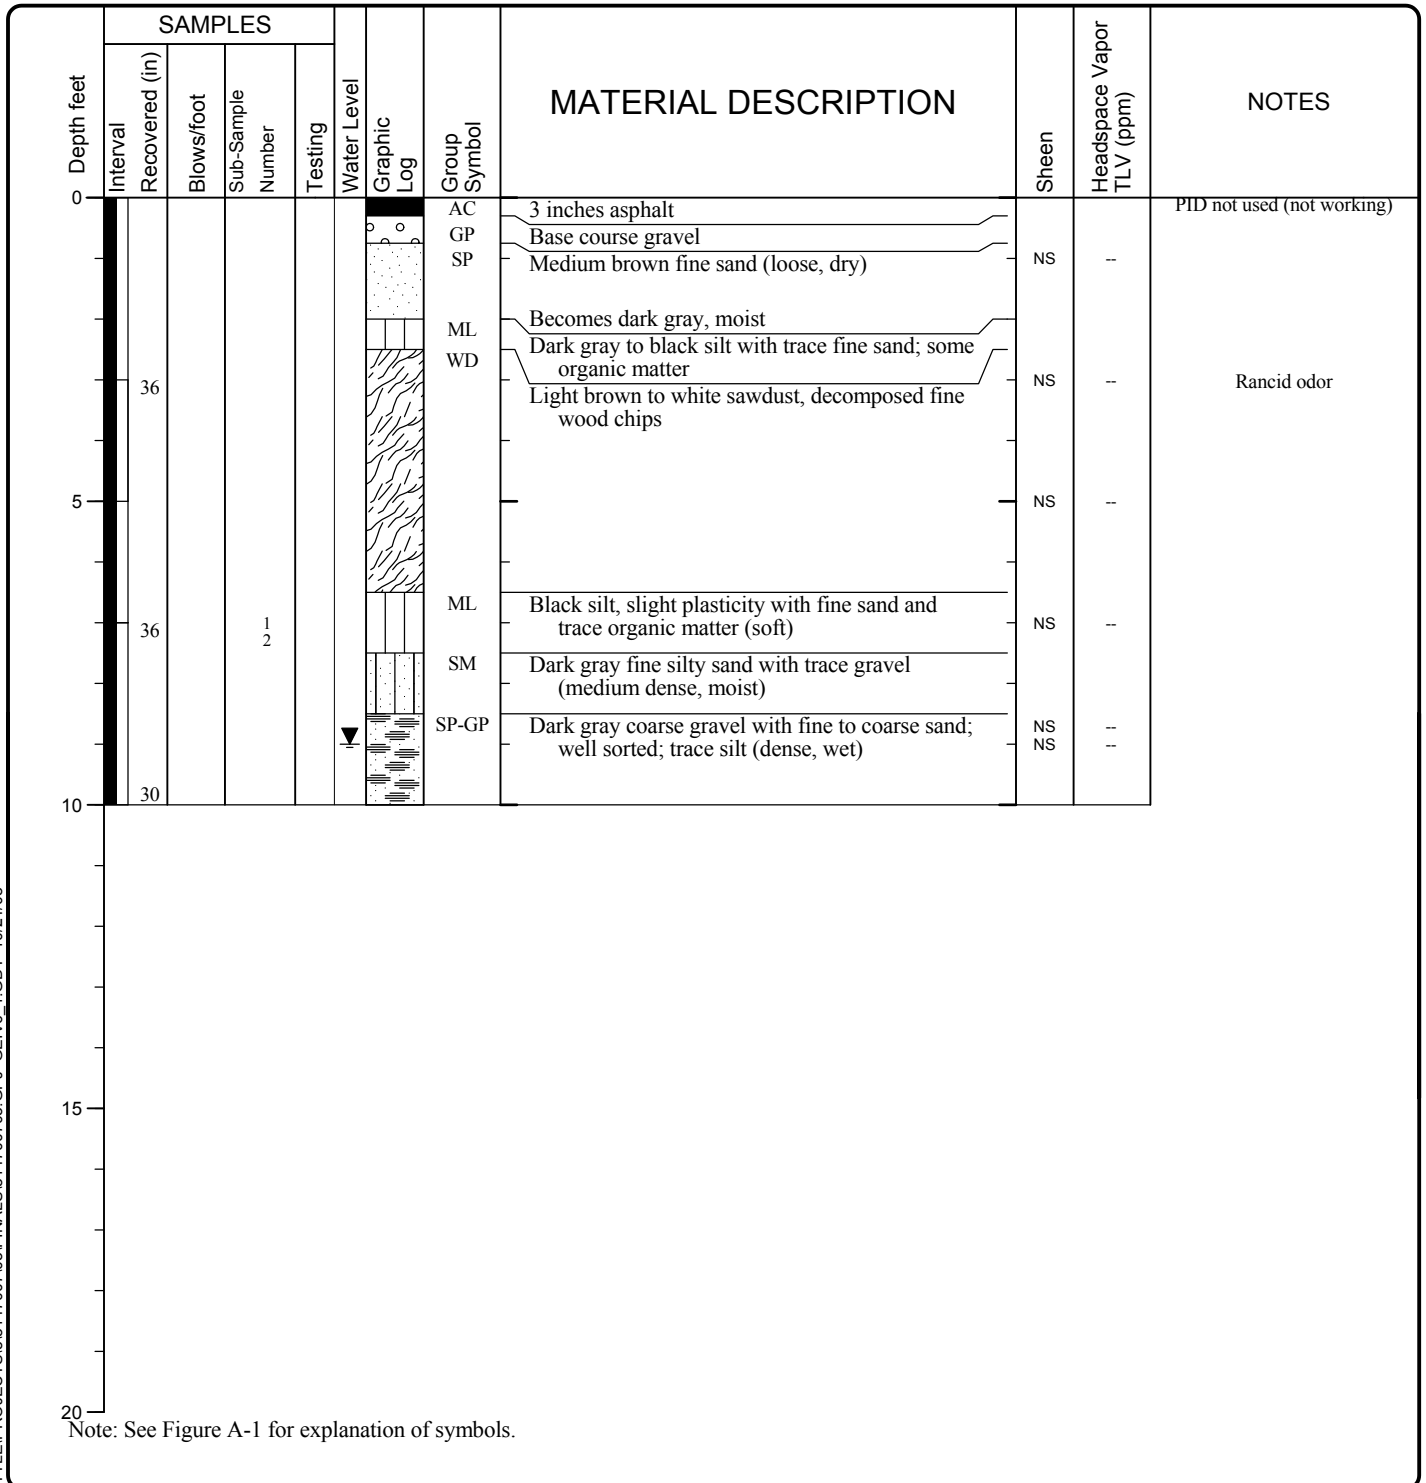 SAMPLES
Depth feet
Interval
Recovered (in)
Blows/foot
Sub-Sample
Number
Testing
Water Level
Graphic
Log
Group
Symbol
MATERIAL DESCRIPTION
Sheen
Headspace Vapor
TLV (ppm)
NOTES
0
AC
3 inches asphalt
PID not used (not working)
GP
Base course gravel
SP
Medium brown fine sand (loose, dry)
NS
--
Becomes dark gray, moist
ML
Dark gray to black silt with trace fine sand; some
organic matter
WD
36
Light brown to white sawdust, decomposed fine
wood chips
NS
--
Rancid odor
5
NS
--
ML
Black silt, slight plasticity with fine sand and
trace organic matter (soft)
36
1
2
NS
--
SM
Dark gray fine silty sand with trace gravel
(medium dense, moist)
SP-GP
Dark gray coarse gravel with fine to coarse sand;
well sorted; trace silt (dense, wet)
NS
--
NS
--
30
10
15
20
Note: See Figure A-1 for explanation of symbols.